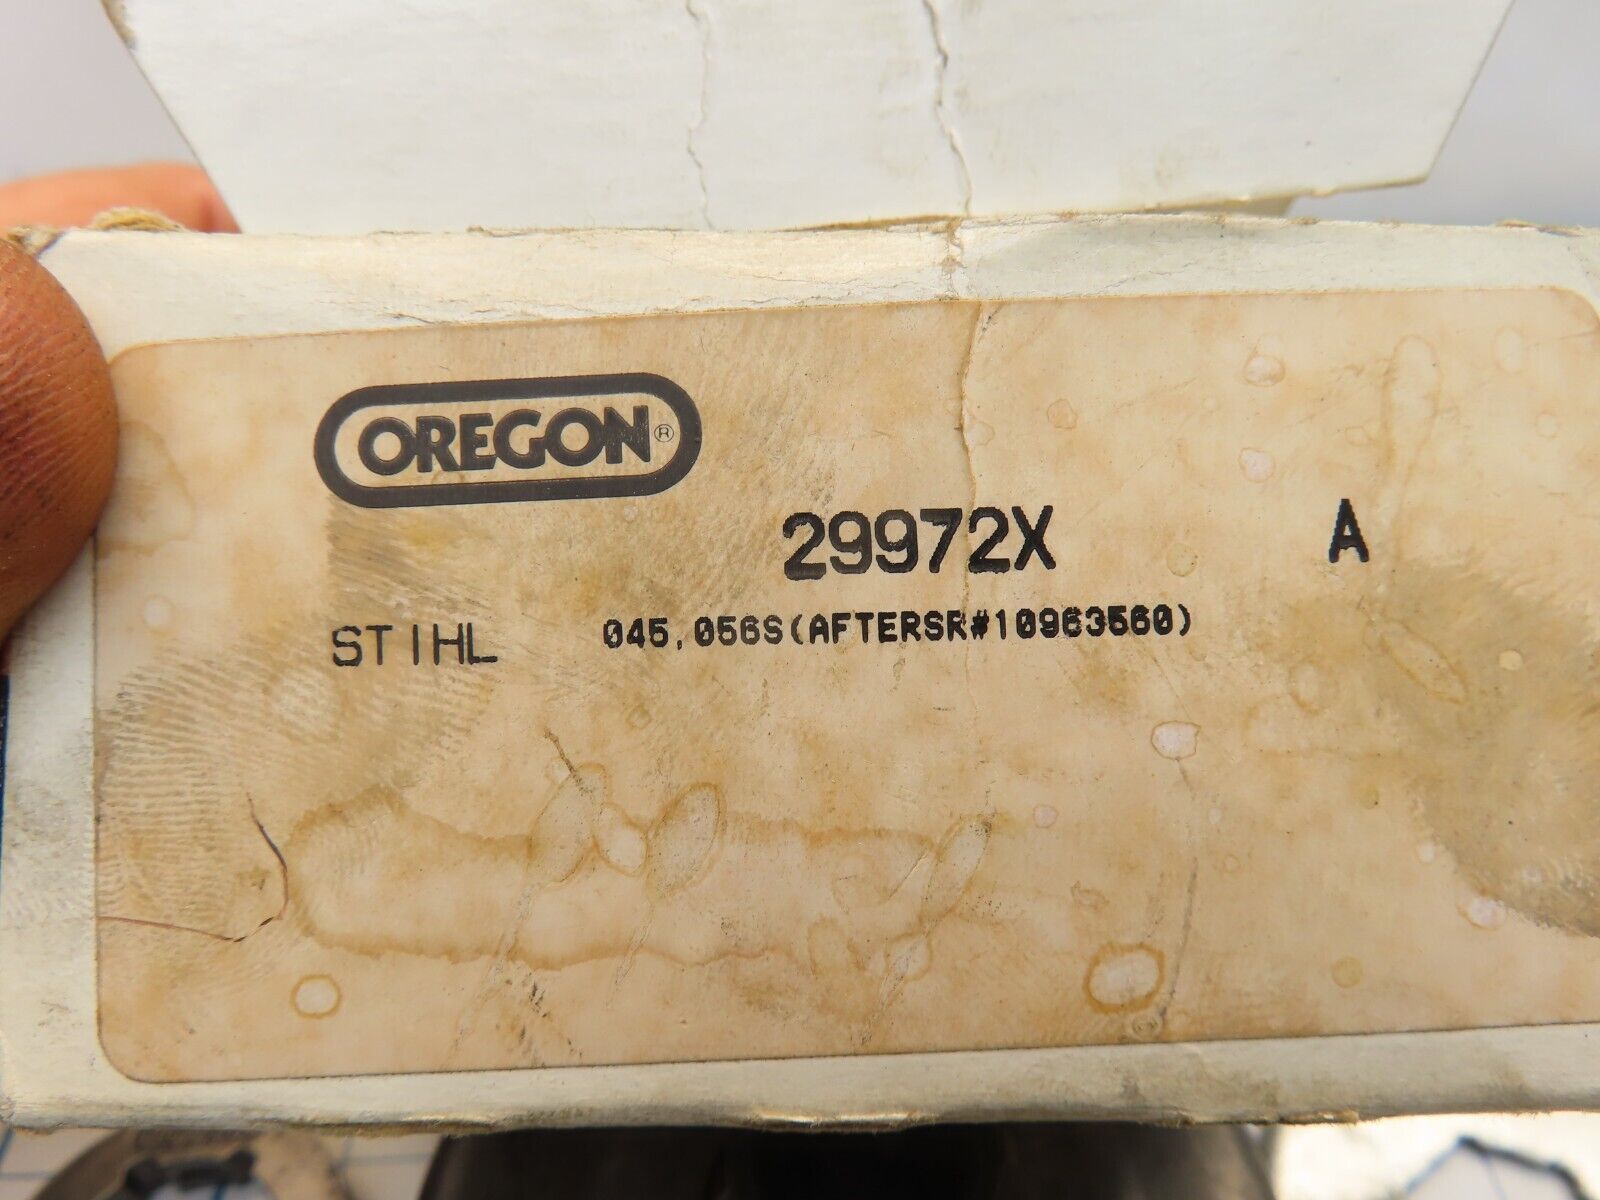 OREGON®
29972X A
STIHL 045,056S(AFTERSR#10963560)